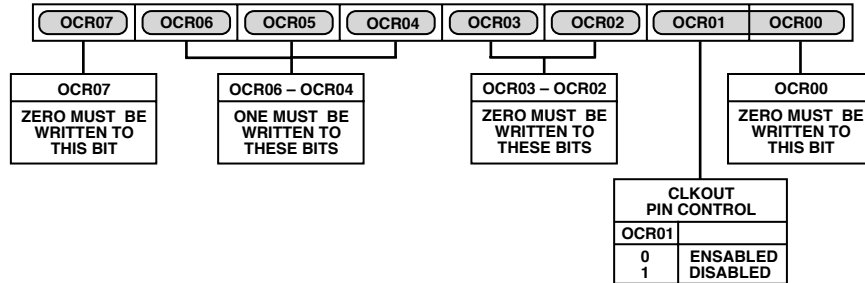 OCR07 OCR06 OCR05 OCR04 OCR03 OCR02 OCR01 OCR00
OCR07
ZERO MUST BE
WRITTEN TO
THIS BIT
OCR06 – OCR04
ONE MUST BE
WRITTEN TO
THESE BITS
OCR03 – OCR02
ZERO MUST BE
WRITTEN TO
THESE BITS
OCR00
ZERO MUST BE
WRITTEN TO
THIS BIT
CLKOUT
PIN CONTROL
OCR01
0 ENSABLED
1 DISABLED